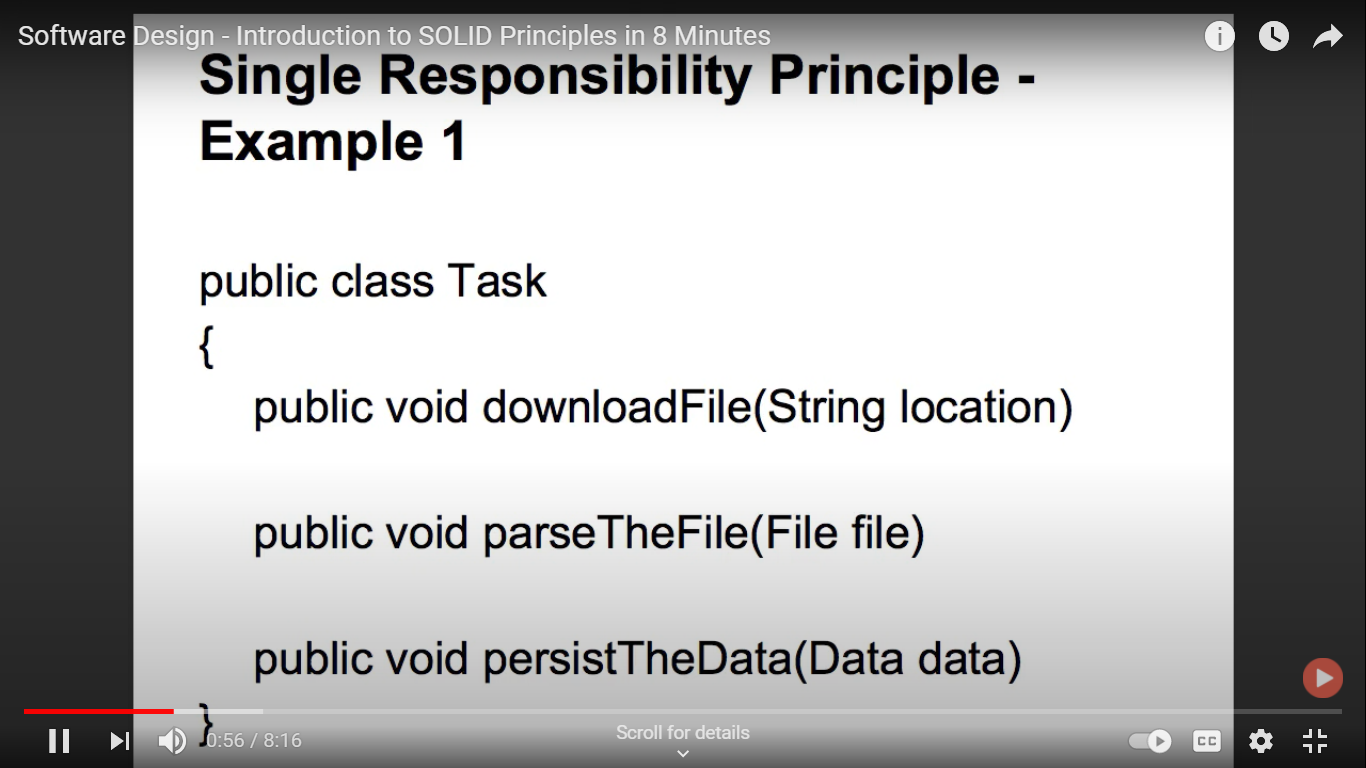 Software Design - Introduction to SOLID Principles in 8 Minutes
Single Responsibility Principle -
Example 1
public class Task
{
public void downloadFile(String location)
public void parseTheFile(File file)
public void persistTheData(Data data)
}
0:56 / 8:16
Scroll for details
CC